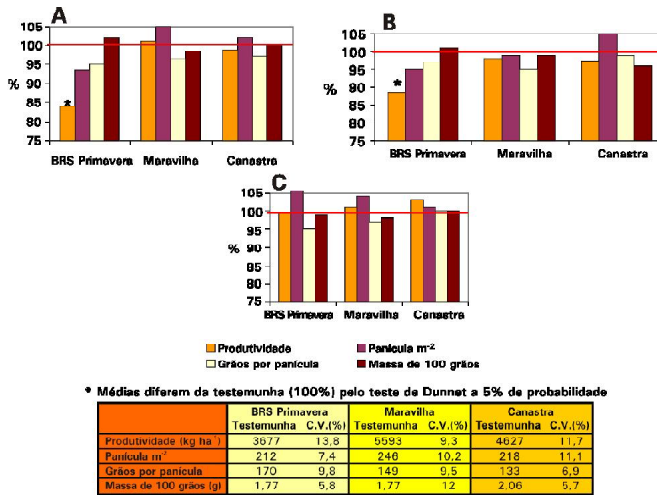 A
B
105
100
95
90
85
80
75
%
*
BRS Primavera Maravilha Canastra
105
100
95
90
85
80
75
%
*
BRS Primavera Maravilha Canastra
C
105
100
95
90
85
80
75
%
BRS Primavera Maravilha Canastra
Produtividade Panícula m⁻²
Grãos por panícula Massa de 100 grãos
* Médias diferem da testemunha (100%) pelo teste de Dunnet a 5% de probabilidade
BRS Primavera Maravilha Canastra
Testemunha C.V.(%) Testemunha C.V.(%) Testemunha C.V.(%)
Produtividade (kg ha⁻¹) 3677 13,8 5593 9,3 4627 11,7
Panícula m⁻² 212 7,4 246 10,2 218 11,1
Grãos por panícula 170 9,8 149 9,5 133 6,9
Massa de 100 grãos (g) 1,77 5,8 1,77 12 2,06 5,7